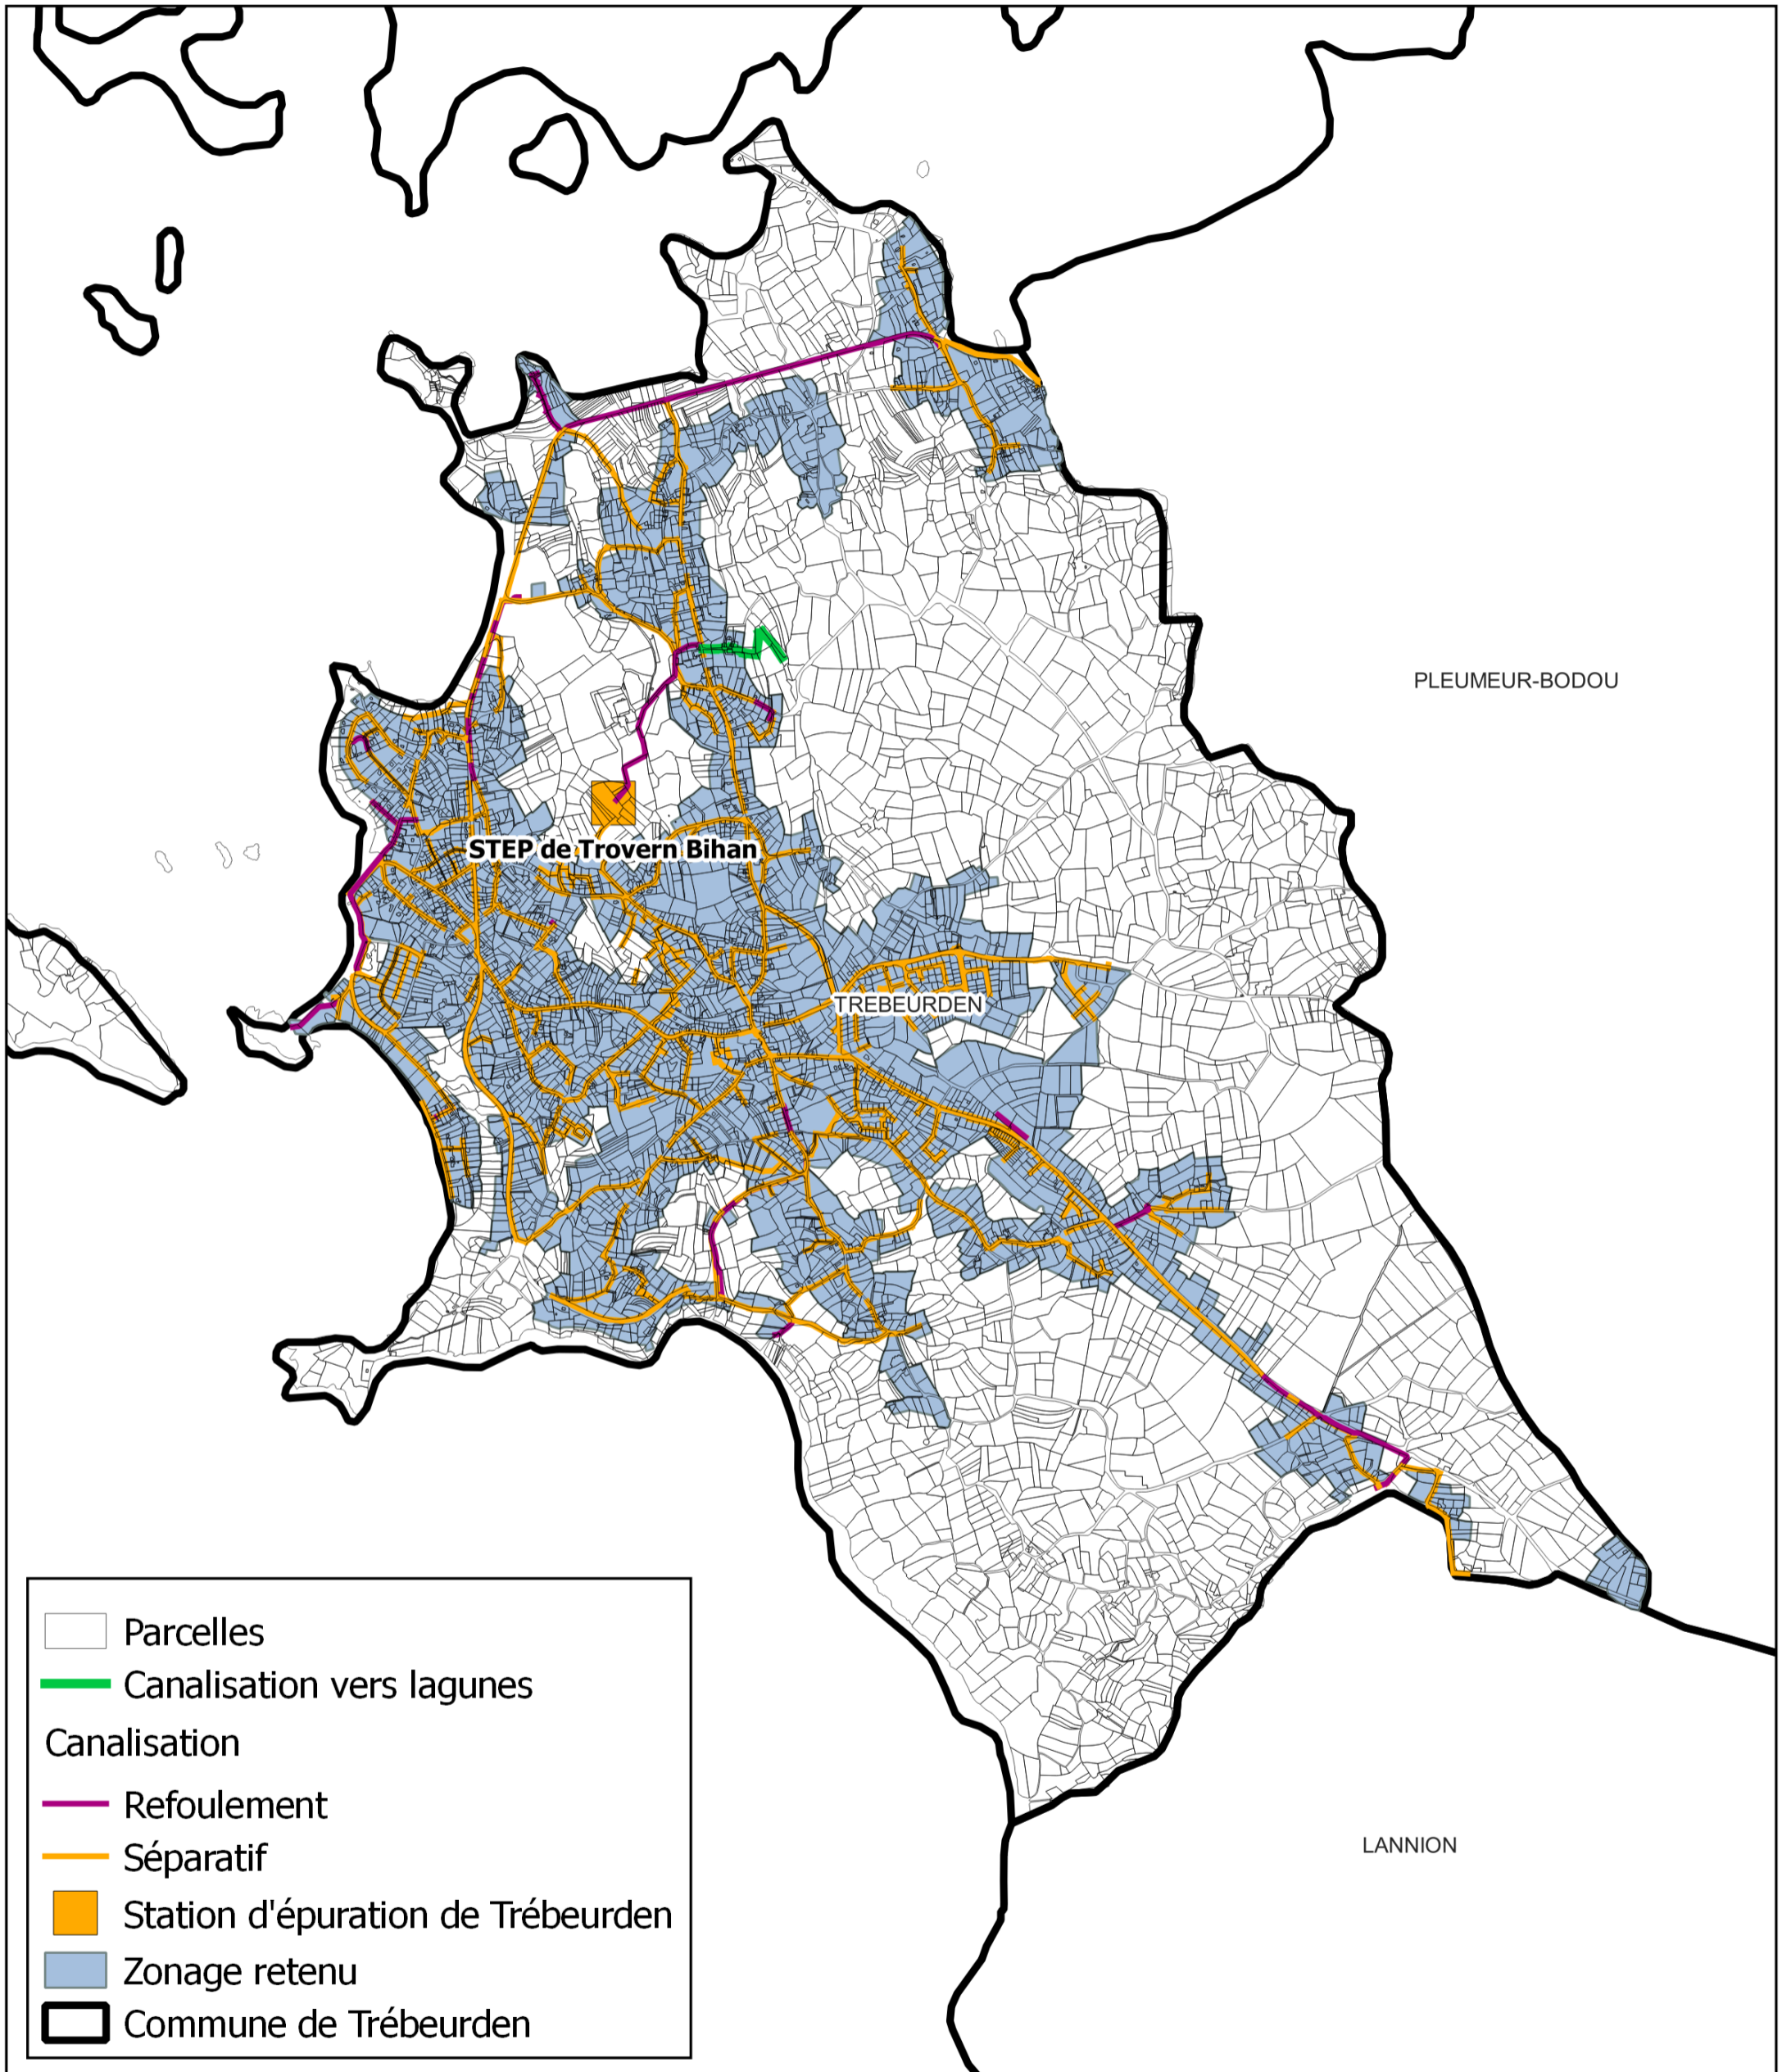 PLEUMEUR-BODOU
STEP de Trovern Bihan
TREBEURDEN
LANNION
Parcelles
Canalisation vers lagunes
Canalisation
Refoulement
Séparatif
Station d'épuration de Trébeurden
Zonage retenu
Commune de Trébeurden